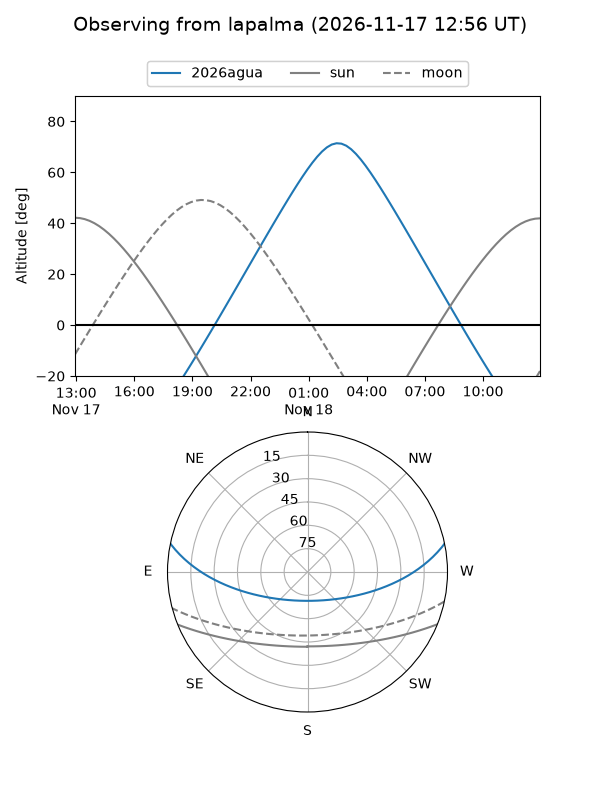 Observing from lapalma (2026-11-17 12:56 UT)
2026agua sun moon
Altitude [deg]
80
60
40
20
0
−20
13:00 16:00 19:00 22:00 01:00 04:00 07:00 10:00
Nov 17 Nov 18
N
NE NW
15
30
45
60
75
E W
SE SW
S